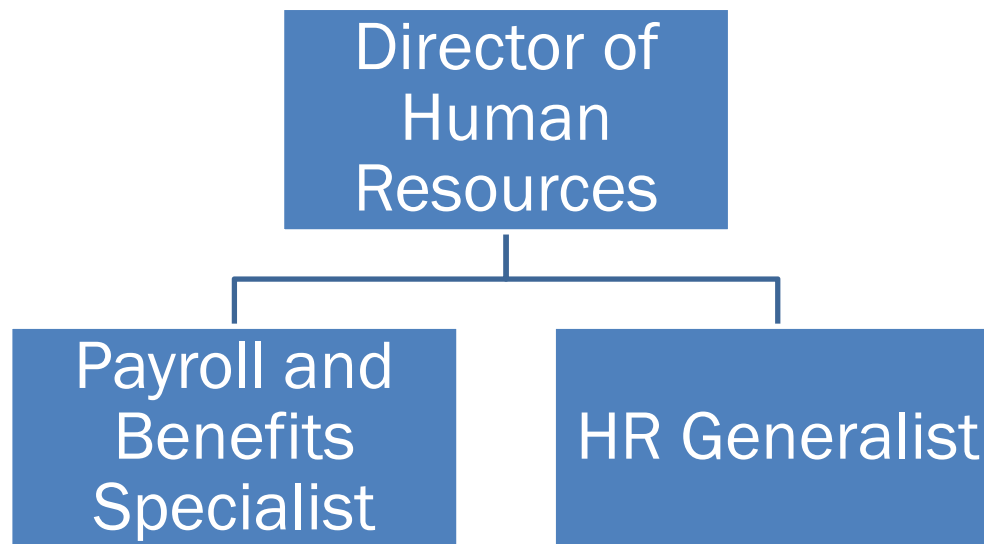 Director of
Human
Resources
Payroll and
Benefits
Specialist
HR Generalist